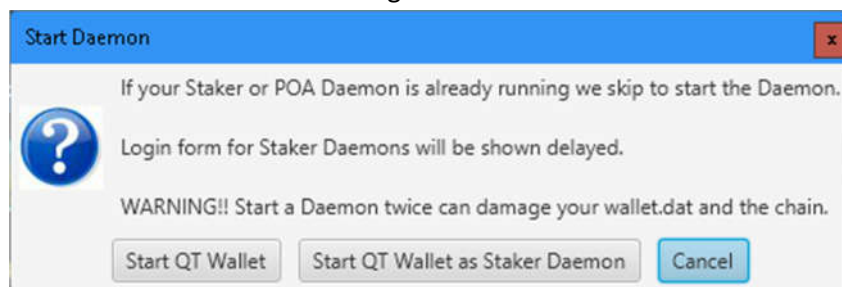 Start Daemon
x
If your Staker or POA Daemon is already running we skip to start the Daemon.
?
Login form for Staker Daemons will be shown delayed.
WARNING!! Start a Daemon twice can damage your wallet.dat and the chain.
Start QT Wallet
Start QT Wallet as Staker Daemon
Cancel